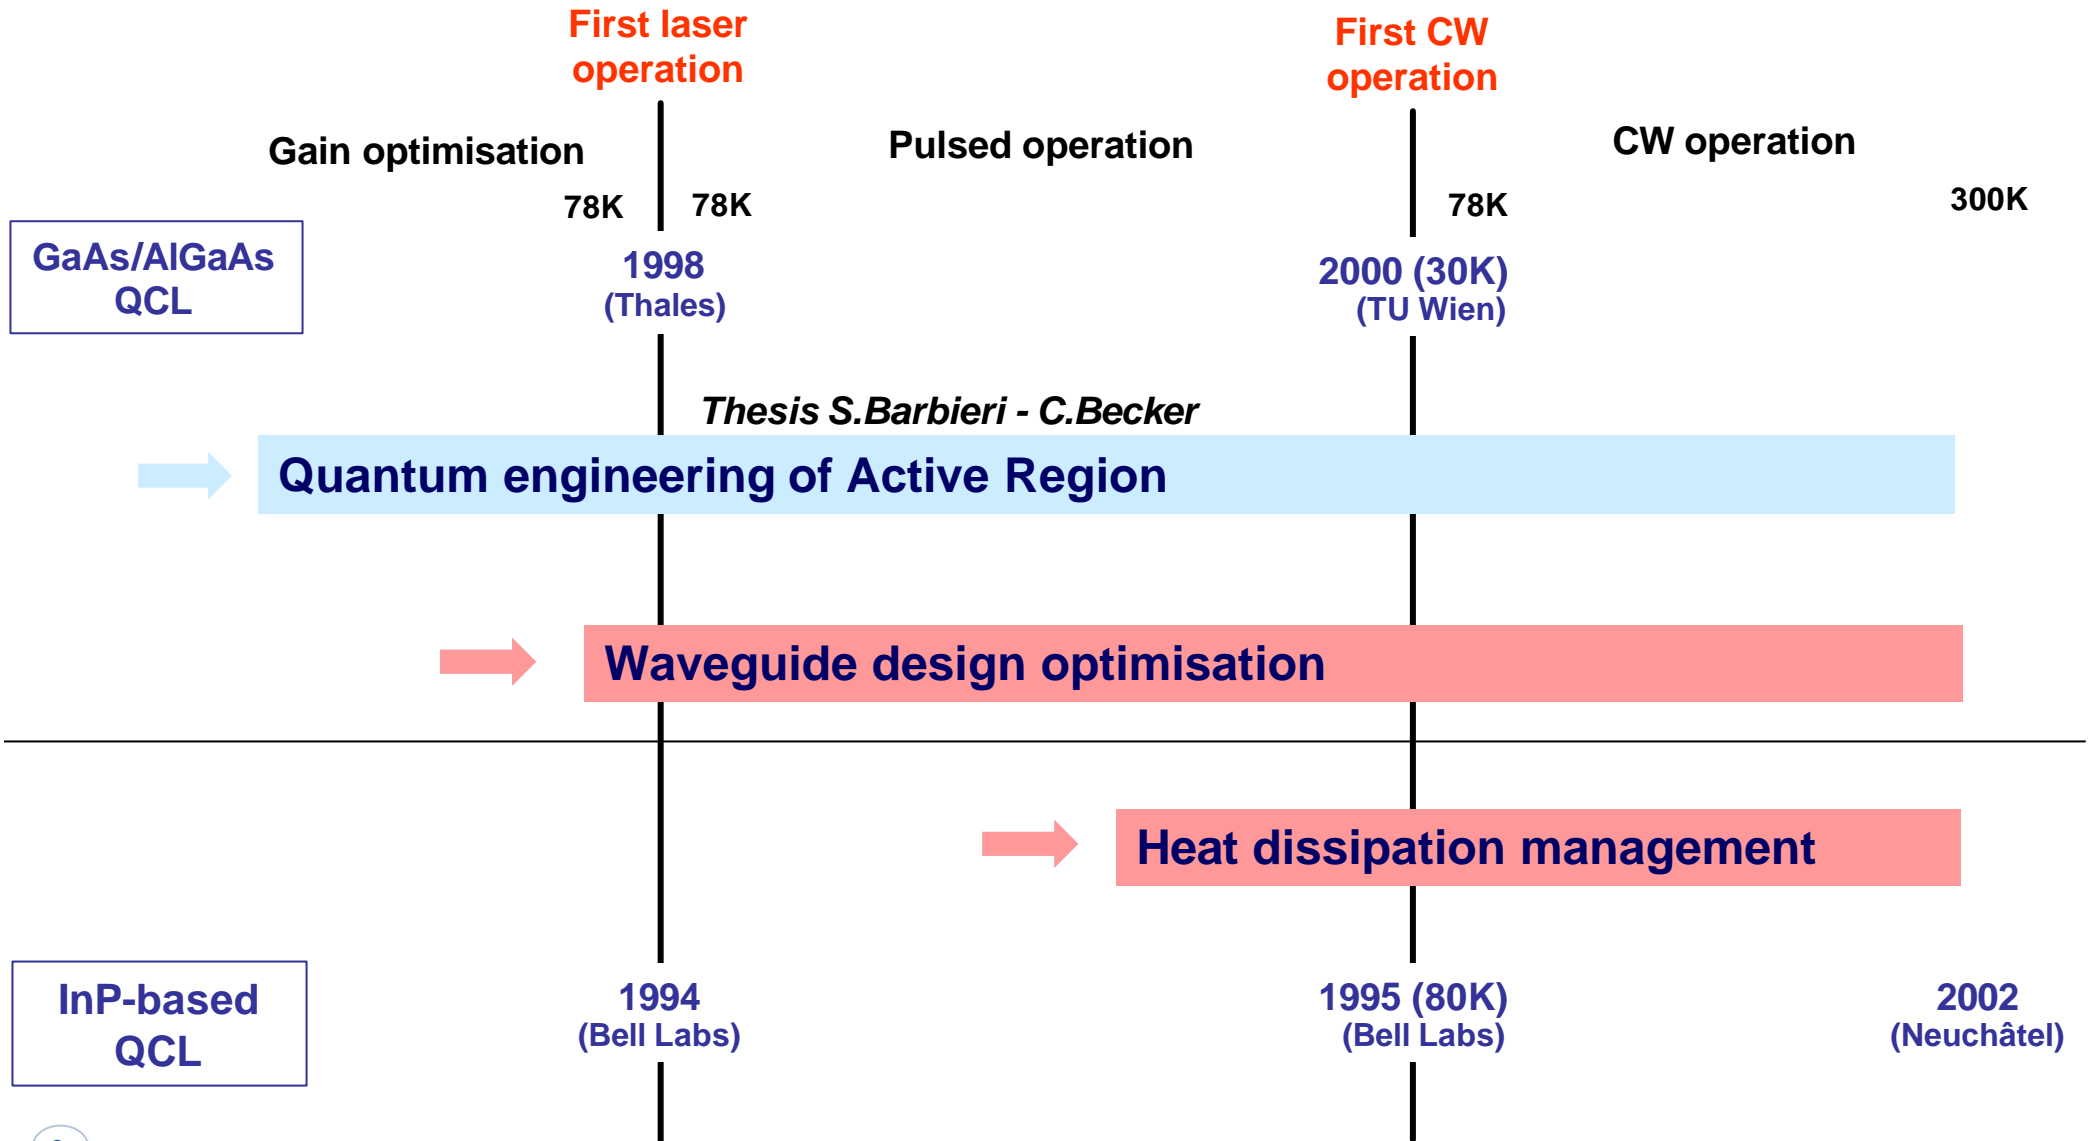 First laser
operation
First CW
operation
Gain optimisation
Pulsed operation
CW operation
78K
78K
78K
300K
GaAs/AlGaAs
QCL
1998
(Thales)
2000 (30K)
(TU Wien)
Thesis S.Barbieri - C.Becker
Quantum engineering of Active Region
Waveguide design optimisation
Heat dissipation management
InP-based
QCL
1994
(Bell Labs)
1995 (80K)
(Bell Labs)
2002
(Neuchâtel)